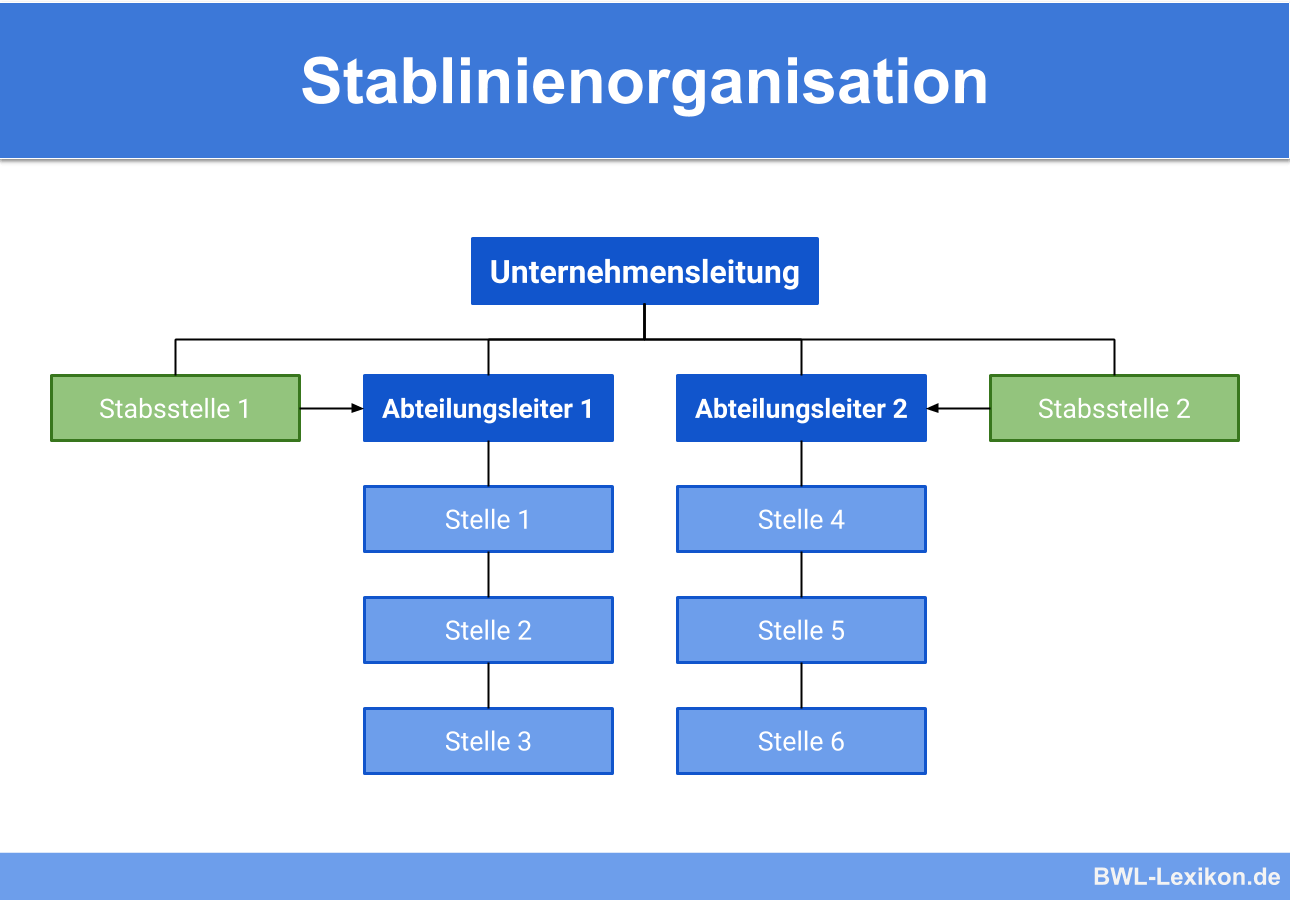 Stablinienorganisation
Unternehmensleitung
Stabsstelle 1
Abteilungsleiter 1
Abteilungsleiter 2
Stabsstelle 2
Stelle 1
Stelle 4
Stelle 2
Stelle 5
Stelle 3
Stelle 6
BWL-Lexikon.de